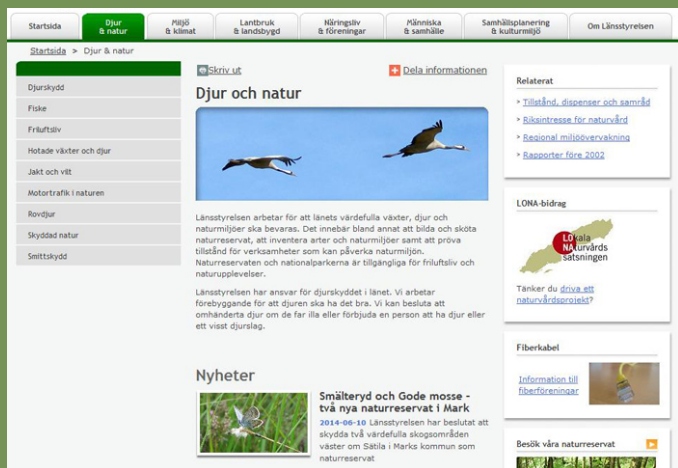 Startsida
Djur
& natur
Miljö
& klimat
Lantbruk
& landsbygd
Näringsliv
& föreningar
Människa
& samhälle
Samhällsplanering
& kulturmiljö
Om Länsstyrelsen
Startsida > Djur & natur
Djurskydd
Fiske
Friluftsliv
Hotade växter och djur
Jakt och vilt
Motortrafik i naturen
Rovdjur
Skyddad natur
Smittskydd
Skriv ut
Dela informationen
Djur och natur
Länsstyrelsen arbetar för att länets värdefulla växter, djur och
naturmiljöer ska bevaras. Det innebär bland annat att bilda och sköta
naturreservat, att inventera arter och naturmiljöer samt att pröva
tillstånd för verksamheter som kan påverka naturmiljön.
Naturreservaten och nationalparkerna är tillgängliga för friluftsliv och
naturupplevelser.
Länsstyrelsen har ansvar för djurskyddet i länet. Vi arbetar
förebyggande för att djuren ska ha det bra. Vi kan besluta att
omhänderta djur om de far illa eller förbjuda en person att ha djur eller
ett visst djurslag.
Nyheter
Smälteryd och Gode mosse -
två nya naturreservat i Mark
2014-06-10 Länsstyrelsen har beslutat att
skydda två värdefulla skogsområden
väster om Sätila i Marks kommun som
naturreservat
Relaterat
Tillstånd, dispenser och samråd
Riksintresse för naturvård
Regional miljöövervakning
Rapporter före 2002
LONA-bidrag
LOkala
NAturvårds
satsningen
Tänker du driva ett
naturvårdsprojekt?
Fiberkabel
Information till
fiberföreningar
Besök våra naturreservat